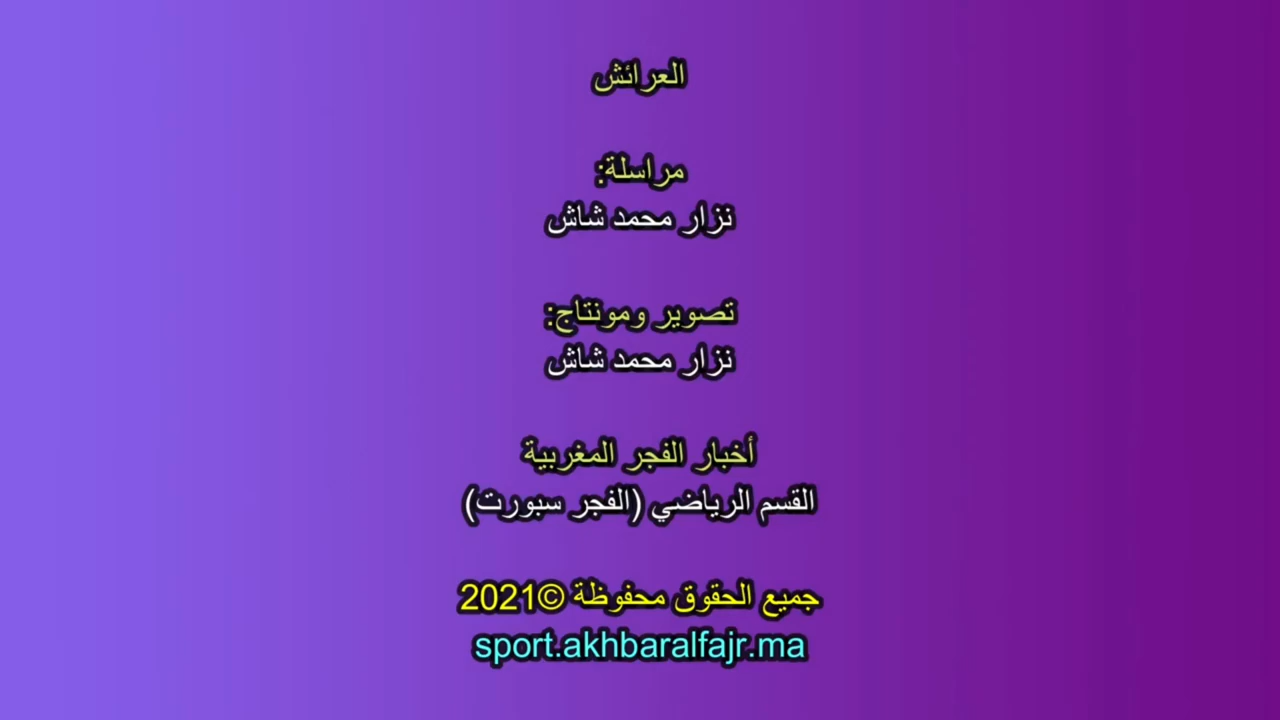 العرائش
مراسلة:
نزار محمد شاش
تصوير ومونتاج:
نزار محمد شاش
أخبار الفجر المغربية
القسم الرياضي (الفجر سبورت)
جميع الحقوق محفوظة ©2021
sport.akhbaralfajr.ma